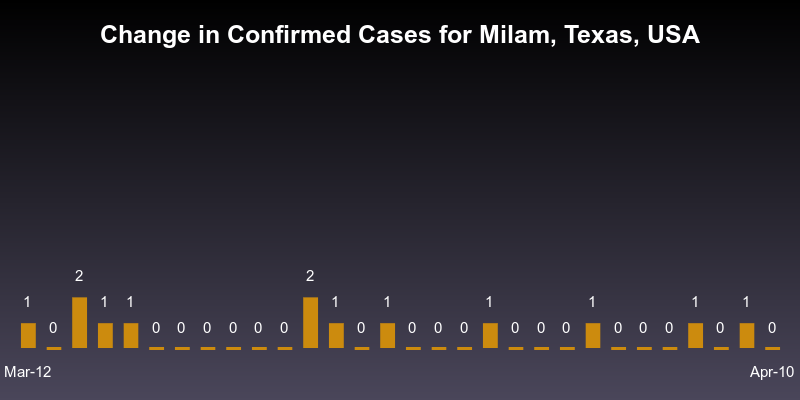 Change in Confirmed Cases for Milam, Texas, USA
1 0 2 1 1 0 0 0 0 0 0 2 1 0 1 0 0 0 1 0 0 0 1 0 0 0 1 0 1 0
Mar-12 Apr-10